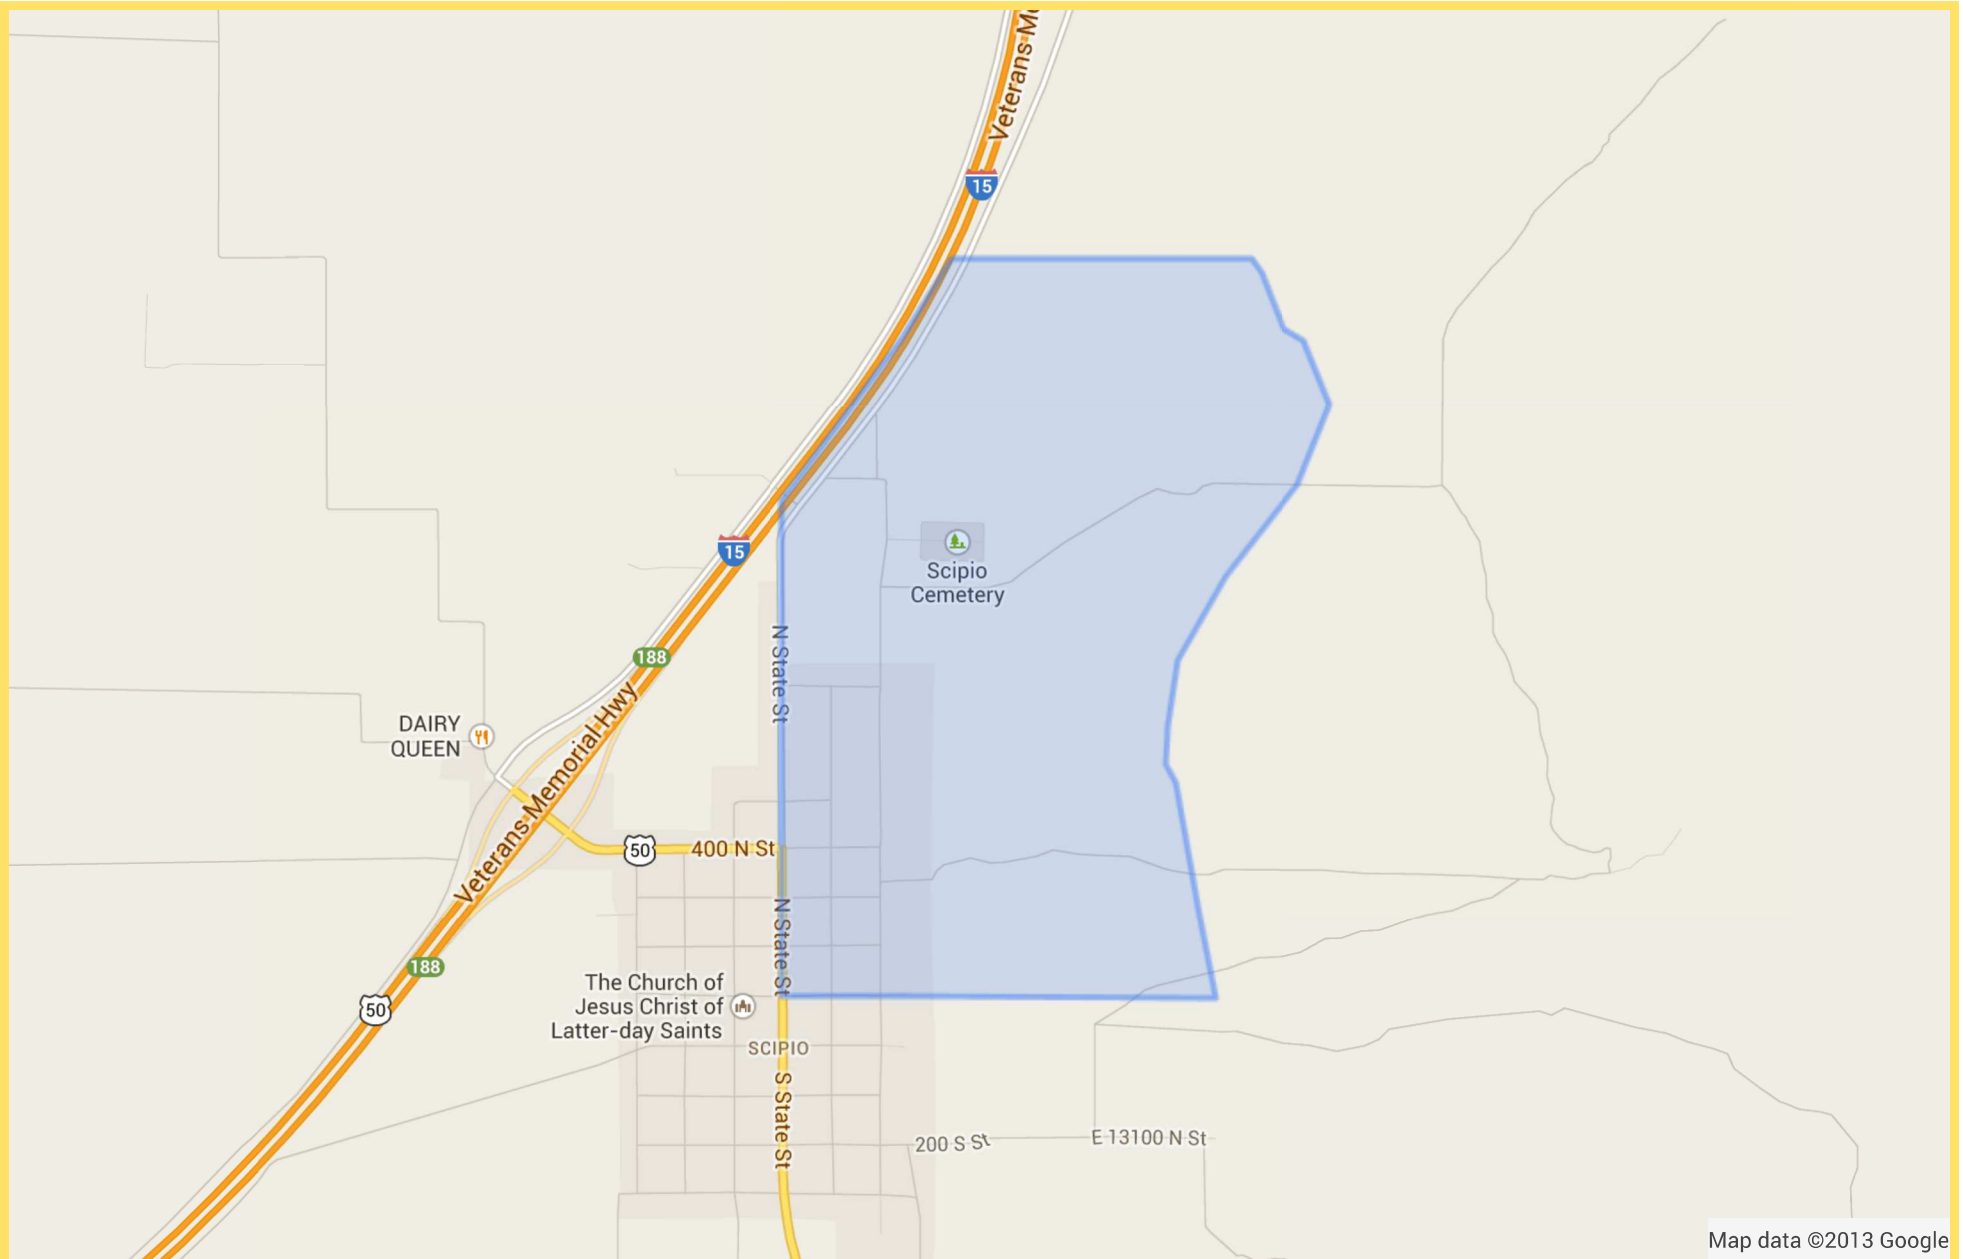 Veterans Mo
15
15
Scipio
Cemetery
N State St
188
Veterans Memorial Hwy
DAIRY
QUEEN
50
400 N St
N State St
188
50
The Church of
Jesus Christ of
Latter-day Saints
SCIPIO
S State St
200 S St
E 13100 N St
Map data ©2013 Google